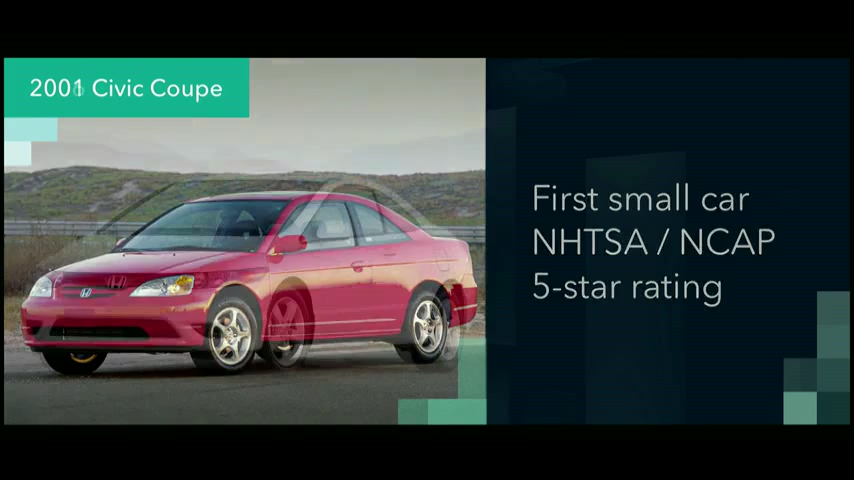 2001 Civic Coupe
First small car
NHTSA / NCAP
5-star rating